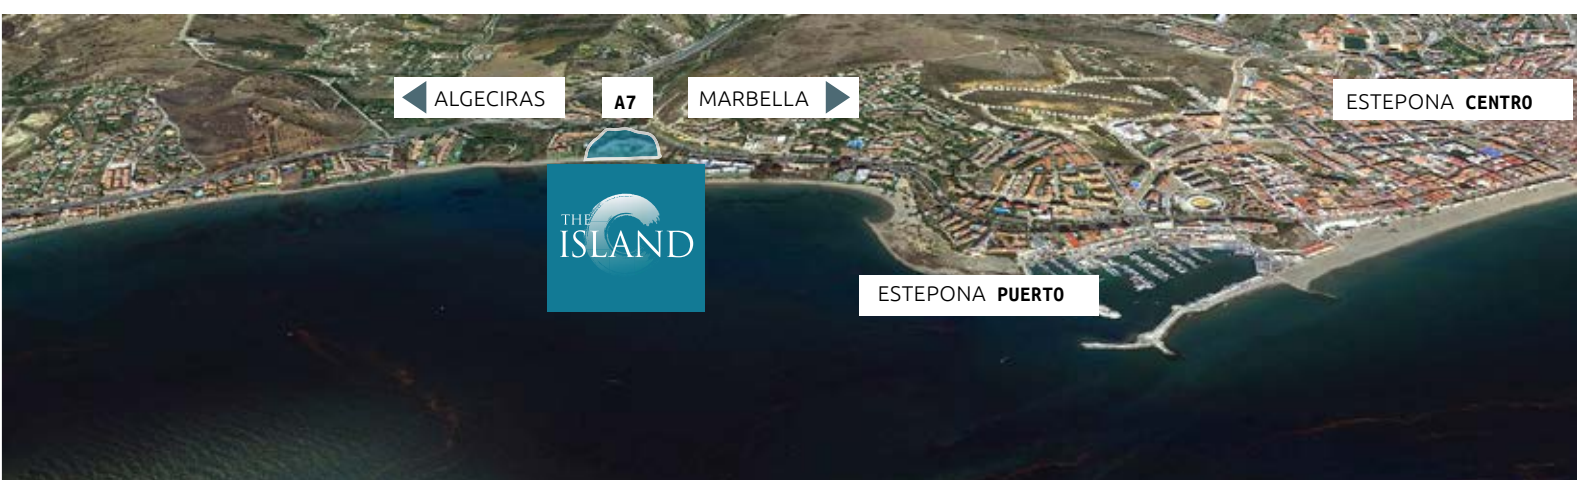 ALGECIRAS
A7
MARBELLA
ESTEPONA CENTRO
THE
ISLAND
ESTEPONA PUERTO